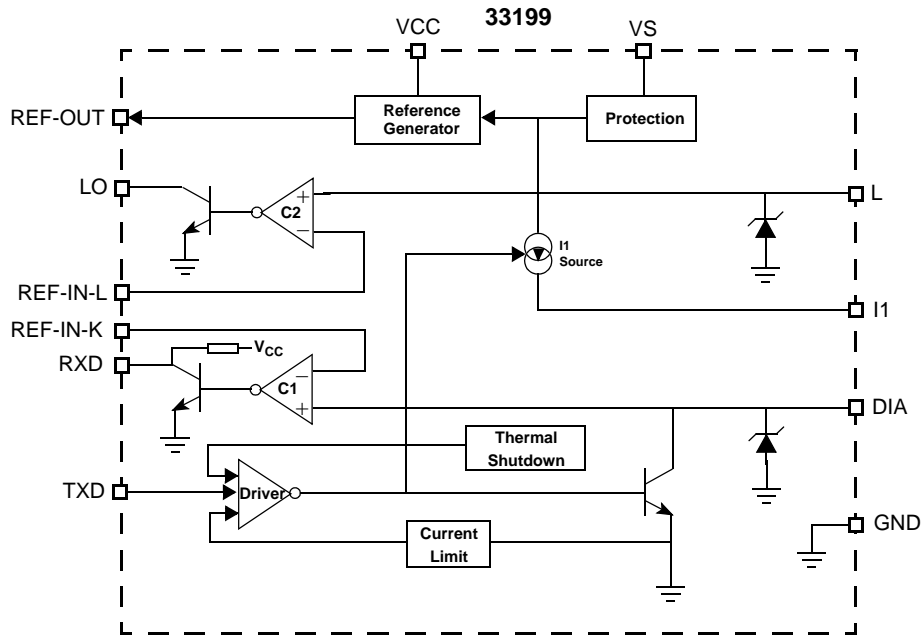 33199
VCC
VS
REF-OUT
Reference
Generator
Protection
LO
+
C2
−
L
I1
Source
REF-IN-L
I1
REF-IN-K
VCC
RXD
−
C1
+
DIA
Thermal
Shutdown
TXD
Driver
GND
Current
Limit